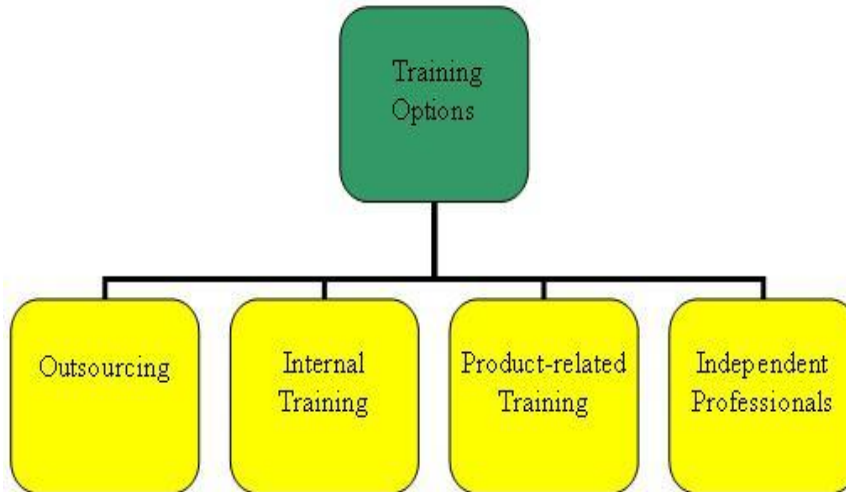 Training
Options
Outsourcing
Internal
Training
Product-related
Training
Independent
Professionals